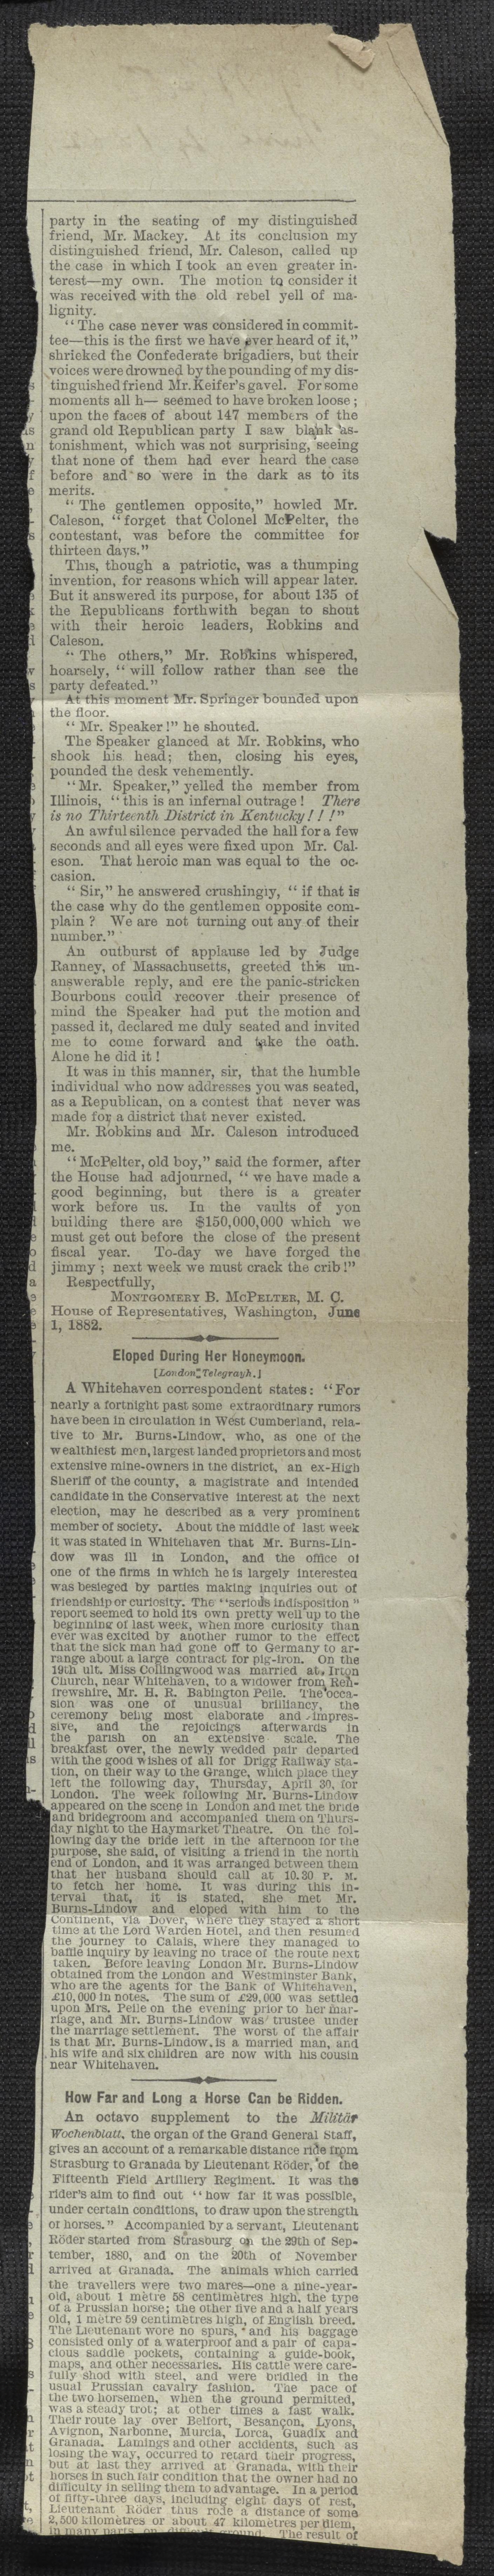 party in the seating of my distinguished
friend, Mr. Mackey. At its conclusion my
distinguished friend, Mr. Caleson, called up
the case in which I took an even greater in-
terest—my own. The motion to consider it
was received with the old rebel yell of ma-
lignity.
"The case never was considered in commit-
tee—this is the first we have ever heard of it,"
shrieked the Confederate brigadiers, but their
voices were drowned by the pounding of my dis-
tinguished friend Mr. Keifer's gavel. For some
moments all h— seemed to have broken loose;
upon the faces of about 147 members of the
grand old Republican party I saw blank as-
tonishment, which was not surprising, seeing
that none of them had ever heard the case
before and so were in the dark as to its
merits.
"The gentlemen opposite," howled Mr.
Caleson, "forget that Colonel McPelter, the
contestant, was before the committee for
thirteen days."
This, though a patriotic, was a thumping
invention, for reasons which will appear later.
But it answered its purpose, for about 135 of
the Republicans forthwith began to shout
with their heroic leaders, Robkins and
Caleson.
"The others," Mr. Robkins whispered,
hoarsely, "will follow rather than see the
party defeated."
At this moment Mr. Springer bounded upon
the floor.
"Mr. Speaker!" he shouted.
The Speaker glanced at Mr. Robkins, who
shook his head; then, closing his eyes,
pounded the desk vehemently.
"Mr. Speaker," yelled the member from
Illinois, "this is an infernal outrage! There
is no Thirteenth District in Kentucky!!!"
An awful silence pervaded the hall for a few
seconds and all eyes were fixed upon Mr. Cal-
eson. That heroic man was equal to the oc-
casion.
"Sir," he answered crushingly, "if that is
the case why do the gentlemen opposite com-
plain? We are not turning out any of their
number."
An outburst of applause led by Judge
Ranney, of Massachusetts, greeted this un-
answerable reply, and ere the panic-stricken
Bourbons could recover their presence of
mind the Speaker had put the motion and
passed it, declared me duly seated and invited
me to come forward and take the oath.
Alone he did it!
It was in this manner, sir, that the humble
individual who now addresses you was seated,
as a Republican, on a contest that never was
made for a district that never existed.
Mr. Robkins and Mr. Caleson introduced
me.
"McPelter, old boy," said the former, after
the House had adjourned, "we have made a
good beginning, but there is a greater
work before us. In the vaults of yon
building there are $150,000,000 which we
must get out before the close of the present
fiscal year. To-day we have forged the
jimmy; next week we must crack the crib!"
Respectfully,
MONTGOMERY B. MCPELTER, M. C.
House of Representatives, Washington, June
1, 1882.
Eloped During Her Honeymoon.
[London Telegraph.]
A Whitehaven correspondent states: "For
nearly a fortnight past some extraordinary rumors
have been in circulation in West Cumberland, rela-
tive to Mr. Burns-Lindow, who, as one of the
wealthiest men, largest landed proprietors and most
extensive mine-owners in the district, an ex-High
Sheriff of the county, a magistrate and intended
candidate in the Conservative interest at the next
election, may he described as a very prominent
member of society. About the middle of last week
it was stated in Whitehaven that Mr. Burns-Lin-
dow was ill in London, and the office of
one of the firms in which he is largely interested
was besieged by parties making inquiries out of
friendship or curiosity. The "serious indisposition"
report seemed to hold its own pretty well up to the
beginning of last week, when more curiosity than
ever was excited by another rumor to the effect
that the sick man had gone off to Germany to ar-
range about a large contract for pig-iron. On the
19th ult. Miss Collingwood was married at Irton
Church, near Whitehaven, to a widower from Ren-
frewshire, Mr. H. R. Babington Peile. The occa-
sion was one of unusual brilliancy, the
ceremony being most elaborate and impres-
sive, and the rejoicings afterwards in
the parish on an extensive scale. The
breakfast over, the newly wedded pair departed
with the good wishes of all for Drigg Railway sta-
tion, on their way to the Grange, which place they
left the following day, Thursday, April 30, for
London. The week following Mr. Burns-Lindow
appeared on the scene in London and met the bride
and bridegroom and accompanied them on Thurs-
day night to the Haymarket Theatre. On the fol-
lowing day the bride left in the afternoon for the
purpose, she said, of visiting a friend in the north
end of London, and it was arranged between them
that her husband should call at 10.30 P. M.
to fetch her home. It was during this in-
terval that, it is stated, she met Mr.
Burns-Lindow and eloped with him to the
Continent, via Dover, where they stayed a short
time at the Lord Warden Hotel, and then resumed
the journey to Calais, where they managed to
baffle inquiry by leaving no trace of the route next
taken. Before leaving London Mr. Burns-Lindow
obtained from the London and Westminster Bank,
who are the agents for the Bank of Whitehaven,
£10,000 in notes. The sum of £29,000 was settled
upon Mrs. Peile on the evening prior to her mar-
riage, and Mr. Burns-Lindow was trustee under
the marriage settlement. The worst of the affair
is that Mr. Burns-Lindow is a married man, and
his wife and six children are now with his cousin
near Whitehaven.
How Far and Long a Horse Can be Ridden.
An octavo supplement to the Militär
Wochenblatt, the organ of the Grand General Staff,
gives an account of a remarkable distance ride from
Strasburg to Granada by Lieutenant Röder, of the
Fifteenth Field Artillery Regiment. It was the
rider's aim to find out "how far it was possible,
under certain conditions, to draw upon the strength
of horses." Accompanied by a servant, Lieutenant
Röder started from Strasburg on the 29th of Sep-
tember, 1880, and on the 20th of November
arrived at Granada. The animals which carried
the travellers were two mares—one a nine-year-
old, about 1 mètre 58 centimètres high, the type
of a Prussian horse; the other five and a half years
old, 1 mètre 59 centimètres high, of English breed.
The Lieutenant wore no spurs, and his baggage
consisted only of a waterproof and a pair of capa-
cious saddle pockets, containing a guide-book,
maps, and other necessaries. His cattle were care-
fully shod with steel, and were bridled in the
usual Prussian cavalry fashion. The pace of
the two horsemen, when the ground permitted,
was a steady trot; at other times a fast walk.
Their route lay over Belfort, Besançon, Lyons,
Avignon, Narbonne, Murcia, Lorca, Guadix and
Granada. Lamings and other accidents, such as
losing the way, occurred to retard their progress,
but at last they arrived at Granada, with their
horses in such fair condition that the owner had no
difficulty in selling them to advantage. In a period
of fifty-three days, including eight days of rest,
Lieutenant Röder thus rode a distance of some
2,500 kilomètres or about 47 kilomètres per diem,
in many parts on difficult ground. The result of